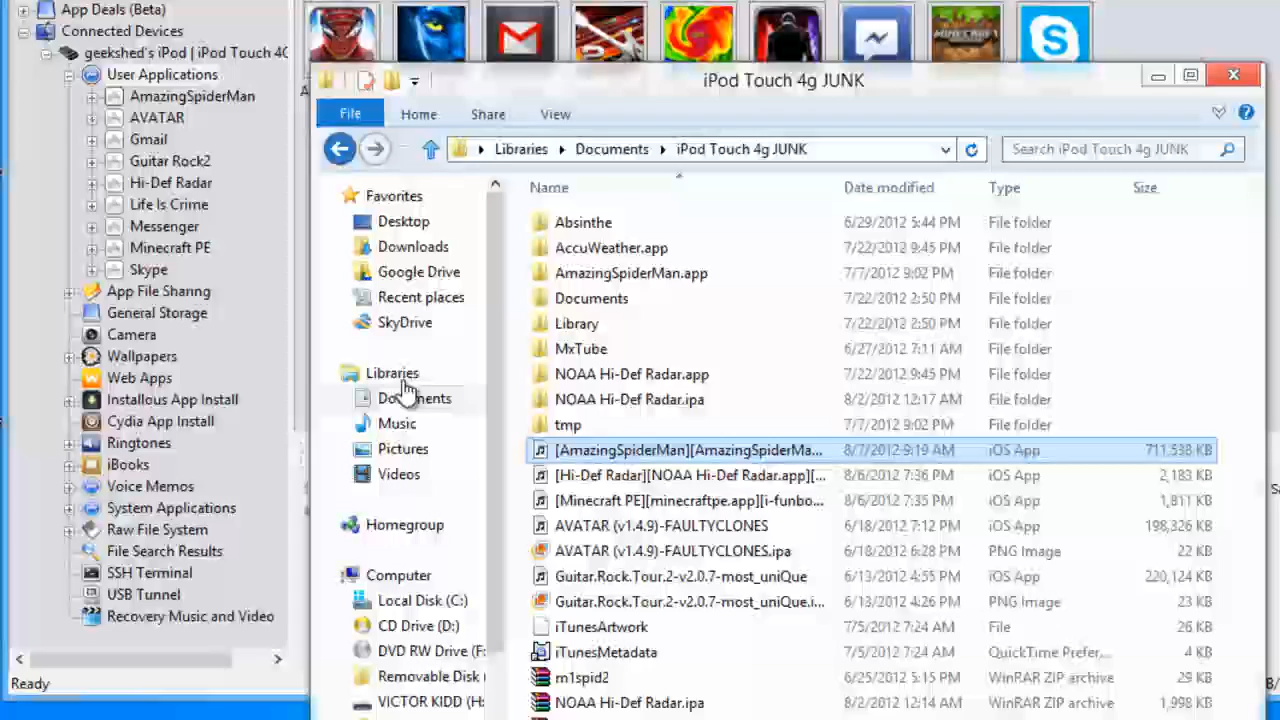 App Deals (Beta)
Connected Devices
geekshed's iPod | iPod Touch 4G
User Applications
AmazingSpiderMan
AVATAR
Gmail
Guitar Rock2
Hi-Def Radar
Life Is Crime
Messenger
Minecraft PE
Skype
App File Sharing
General Storage
Camera
Wallpapers
Web Apps
Installous App Install
Cydia App Install
Ringtones
iBooks
Voice Memos
System Applications
Raw File System
File Search Results
SSH Terminal
USB Tunnel
Recovery Music and Video
Ready
MINECRAFT
iPod Touch 4g JUNK
File Home Share View
Libraries Documents iPod Touch 4g JUNK
Search iPod Touch 4g JUNK
Favorites
Desktop
Downloads
Google Drive
Recent places
SkyDrive
Libraries
Documents
Music
Pictures
Videos
Homegroup
Computer
Local Disk (C:)
CD Drive (D:)
DVD RW Drive (F:
Removable Disk
VICTOR KIDD (H:
Name Date modified Type Size
Absinthe 6/29/2012 5:44 PM File folder
AccuWeather.app 7/22/2012 9:45 PM File folder
AmazingSpiderMan.app 7/7/2012 9:02 PM File folder
Documents 7/22/2012 2:50 PM File folder
Library 7/22/2012 2:50 PM File folder
MxTube 6/27/2012 7:11 AM File folder
NOAA Hi-Def Radar.app 7/22/2012 9:45 PM File folder
NOAA Hi-Def Radar.ipa 8/2/2012 12:17 AM File folder
tmp 7/7/2012 9:02 PM File folder
[AmazingSpiderMan][AmazingSpiderMa... 8/7/2012 9:19 AM iOS App 711,538 KB
[Hi-Def Radar][NOAA Hi-Def Radar.app][... 8/6/2012 7:36 PM iOS App 2,183 KB
[Minecraft PE][minecraftpe.app][i-funbo... 8/6/2012 7:35 PM iOS App 1,811 KB
AVATAR (v1.4.9)-FAULTYCLONES 6/18/2012 7:12 PM iOS App 198,326 KB
AVATAR (v1.4.9)-FAULTYCLONES.ipa 6/18/2012 6:28 PM PNG Image 22 KB
Guitar.Rock.Tour.2-v2.0.7-most_uniQue 6/13/2012 4:55 PM iOS App 220,124 KB
Guitar.Rock.Tour.2-v2.0.7-most_uniQue.i... 6/13/2012 4:26 PM PNG Image 23 KB
iTunesArtwork 7/5/2012 7:24 AM File 26 KB
iTunesMetadata 7/5/2012 7:24 AM QuickTime Prefer... 4 KB
m1spid2 6/25/2012 5:15 PM WinRAR ZIP archive 29 KB
NOAA Hi-Def Radar.ipa 8/2/2012 12:14 AM WinRAR ZIP archive 1,998 KB